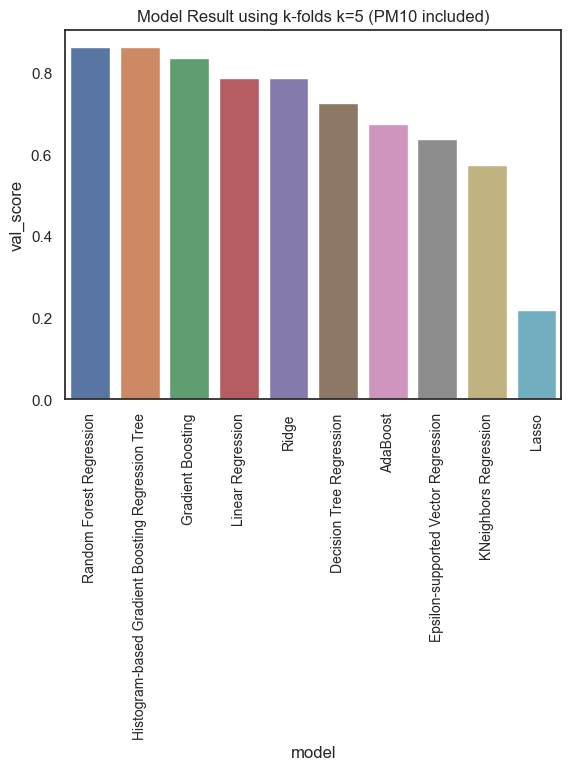 Model Result using k-folds k=5 (PM10 included)
val_score
0.8
0.6
0.4
0.2
0.0
Random Forest Regression
Histogram-based Gradient Boosting Regression Tree
Gradient Boosting
Linear Regression
Ridge
Decision Tree Regression
AdaBoost
Epsilon-supported Vector Regression
KNeighbors Regression
Lasso
model